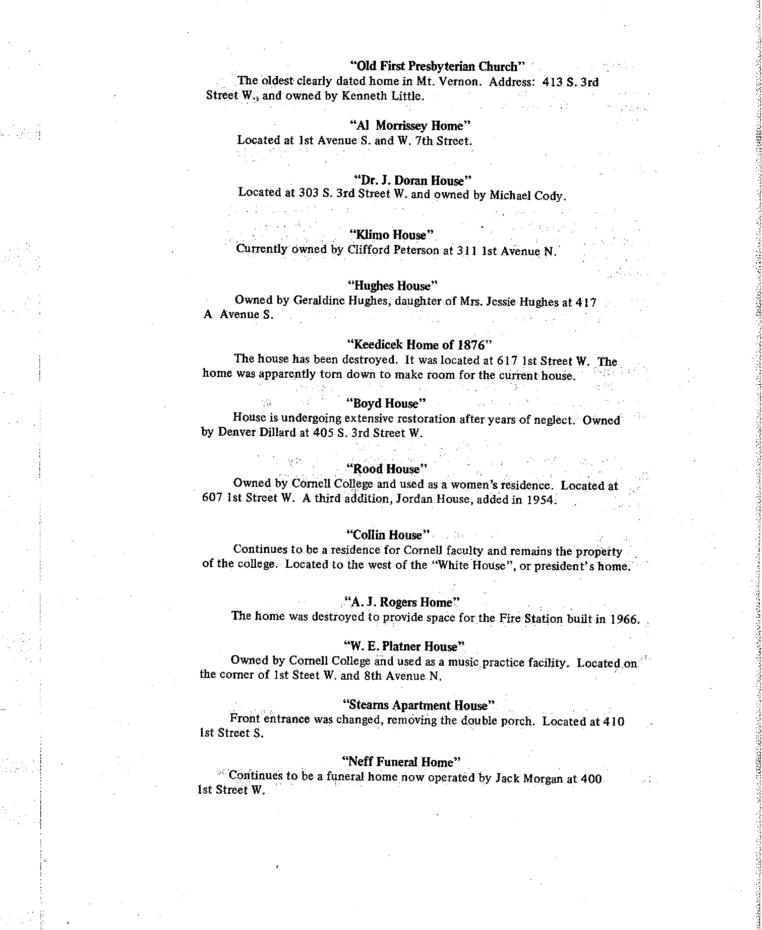 "Old First Presbyterian Church"
The oldest clearly dated home in Mt. Vernon. Address: 413 S. 3rd
Street W., and owned by Kenneth Little.
"Al Morrissey Home"
Located at 1st Avenue S. and W. 7th Street.
"Dr. J. Doran House"
Located at 303 S. 3rd Street W. and owned by Michael Cody.
"Klimo House"
Currently owned by Clifford Peterson at 311 1st Avenue N.
"Hughes House"
Owned by Geraldine Hughes, daughter of Mrs. Jessie Hughes at 417
A Avenue S.
"Keedicek Home of 1876"
The house has been destroyed. It was located at 617 1st Street W. The
home was apparently torn down to make room for the current house.
"Boyd House"
House is undergoing extensive restoration after years of neglect. Owned
by Denver Dillard at 405 S. 3rd Street W.
"Rood House"
Owned by Cornell College and used as a women's residence. Located at
607 1st Street W. A third addition, Jordan House, added in 1954.
"Collin House"
Continues to be a residence for Cornell faculty and remains the property
of the college. Located to the west of the "White House", or president's home.
"A. J. Rogers Home"
The home was destroyed to provide space for the Fire Station built in 1966.
"W. E. Platner House"
Owned by Cornell College and used as a music practice facility. Located on
the corner of 1st Steet W. and 8th Avenue N.
"Stearns Apartment House"
Front entrance was changed, removing the double porch. Located at 410
1st Street S.
"Neff Funeral Home"
Continues to be a funeral home now operated by Jack Morgan at 400
1st Street W.